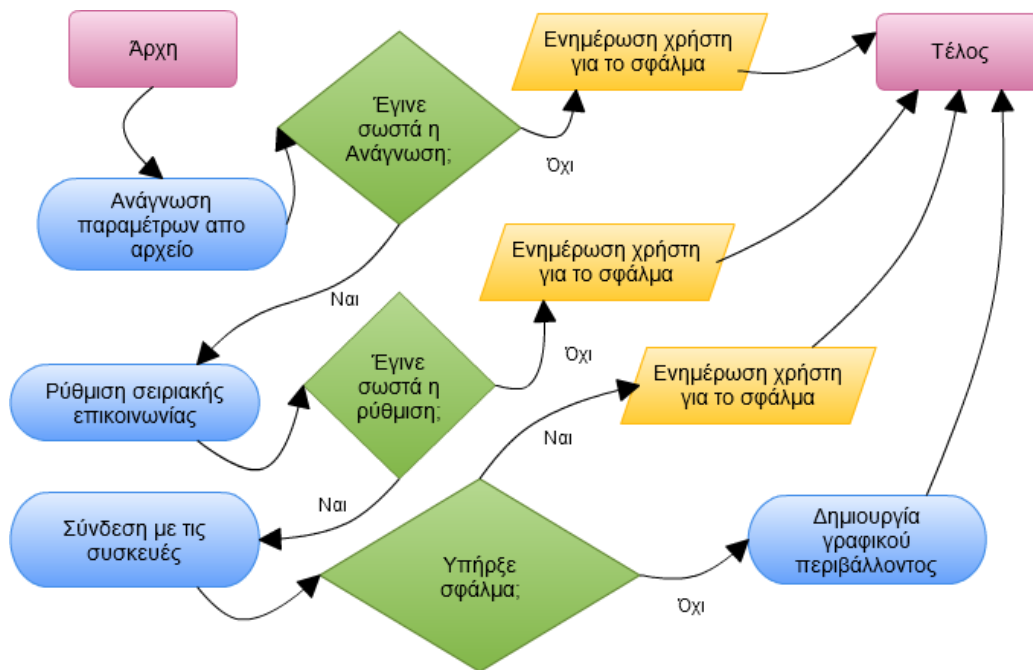 Άρχη
Ενημέρωση χρήστη
για το σφάλμα
Τέλος
Έγινε
σωστά η
Ανάγνωση;
Όχι
Ανάγνωση
παραμέτρων απο
αρχείο
Ναι
Ενημέρωση χρήστη
για το σφάλμα
Όχι
Ρύθμιση σειριακής
επικοινωνίας
Έγινε
σωστά η
ρύθμιση;
Ενημέρωση χρήστη
για το σφάλμα
Ναι
Ναι
Σύνδεση με τις
συσκευές
Υπήρξε
σφάλμα;
Δημιουργία
γραφικού
περιβάλλοντος
Όχι